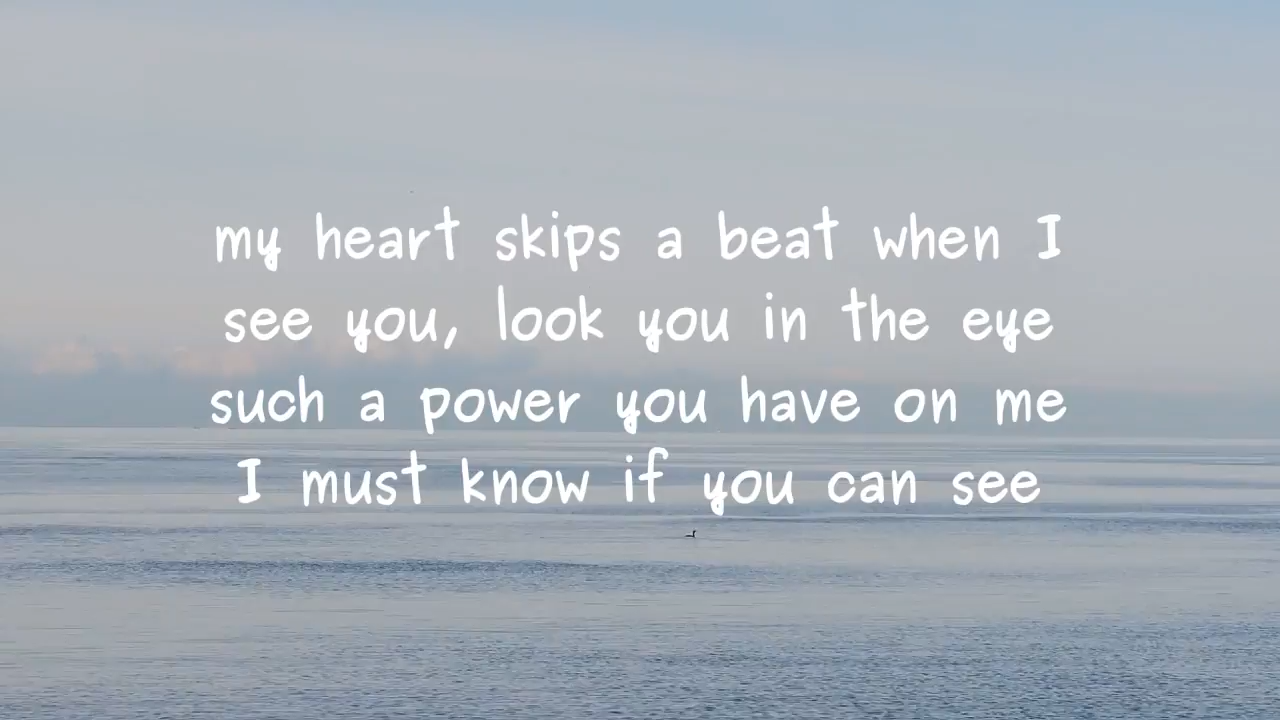 my heart skips a beat when I
see you, look you in the eye
such a power you have on me
I must know if you can see